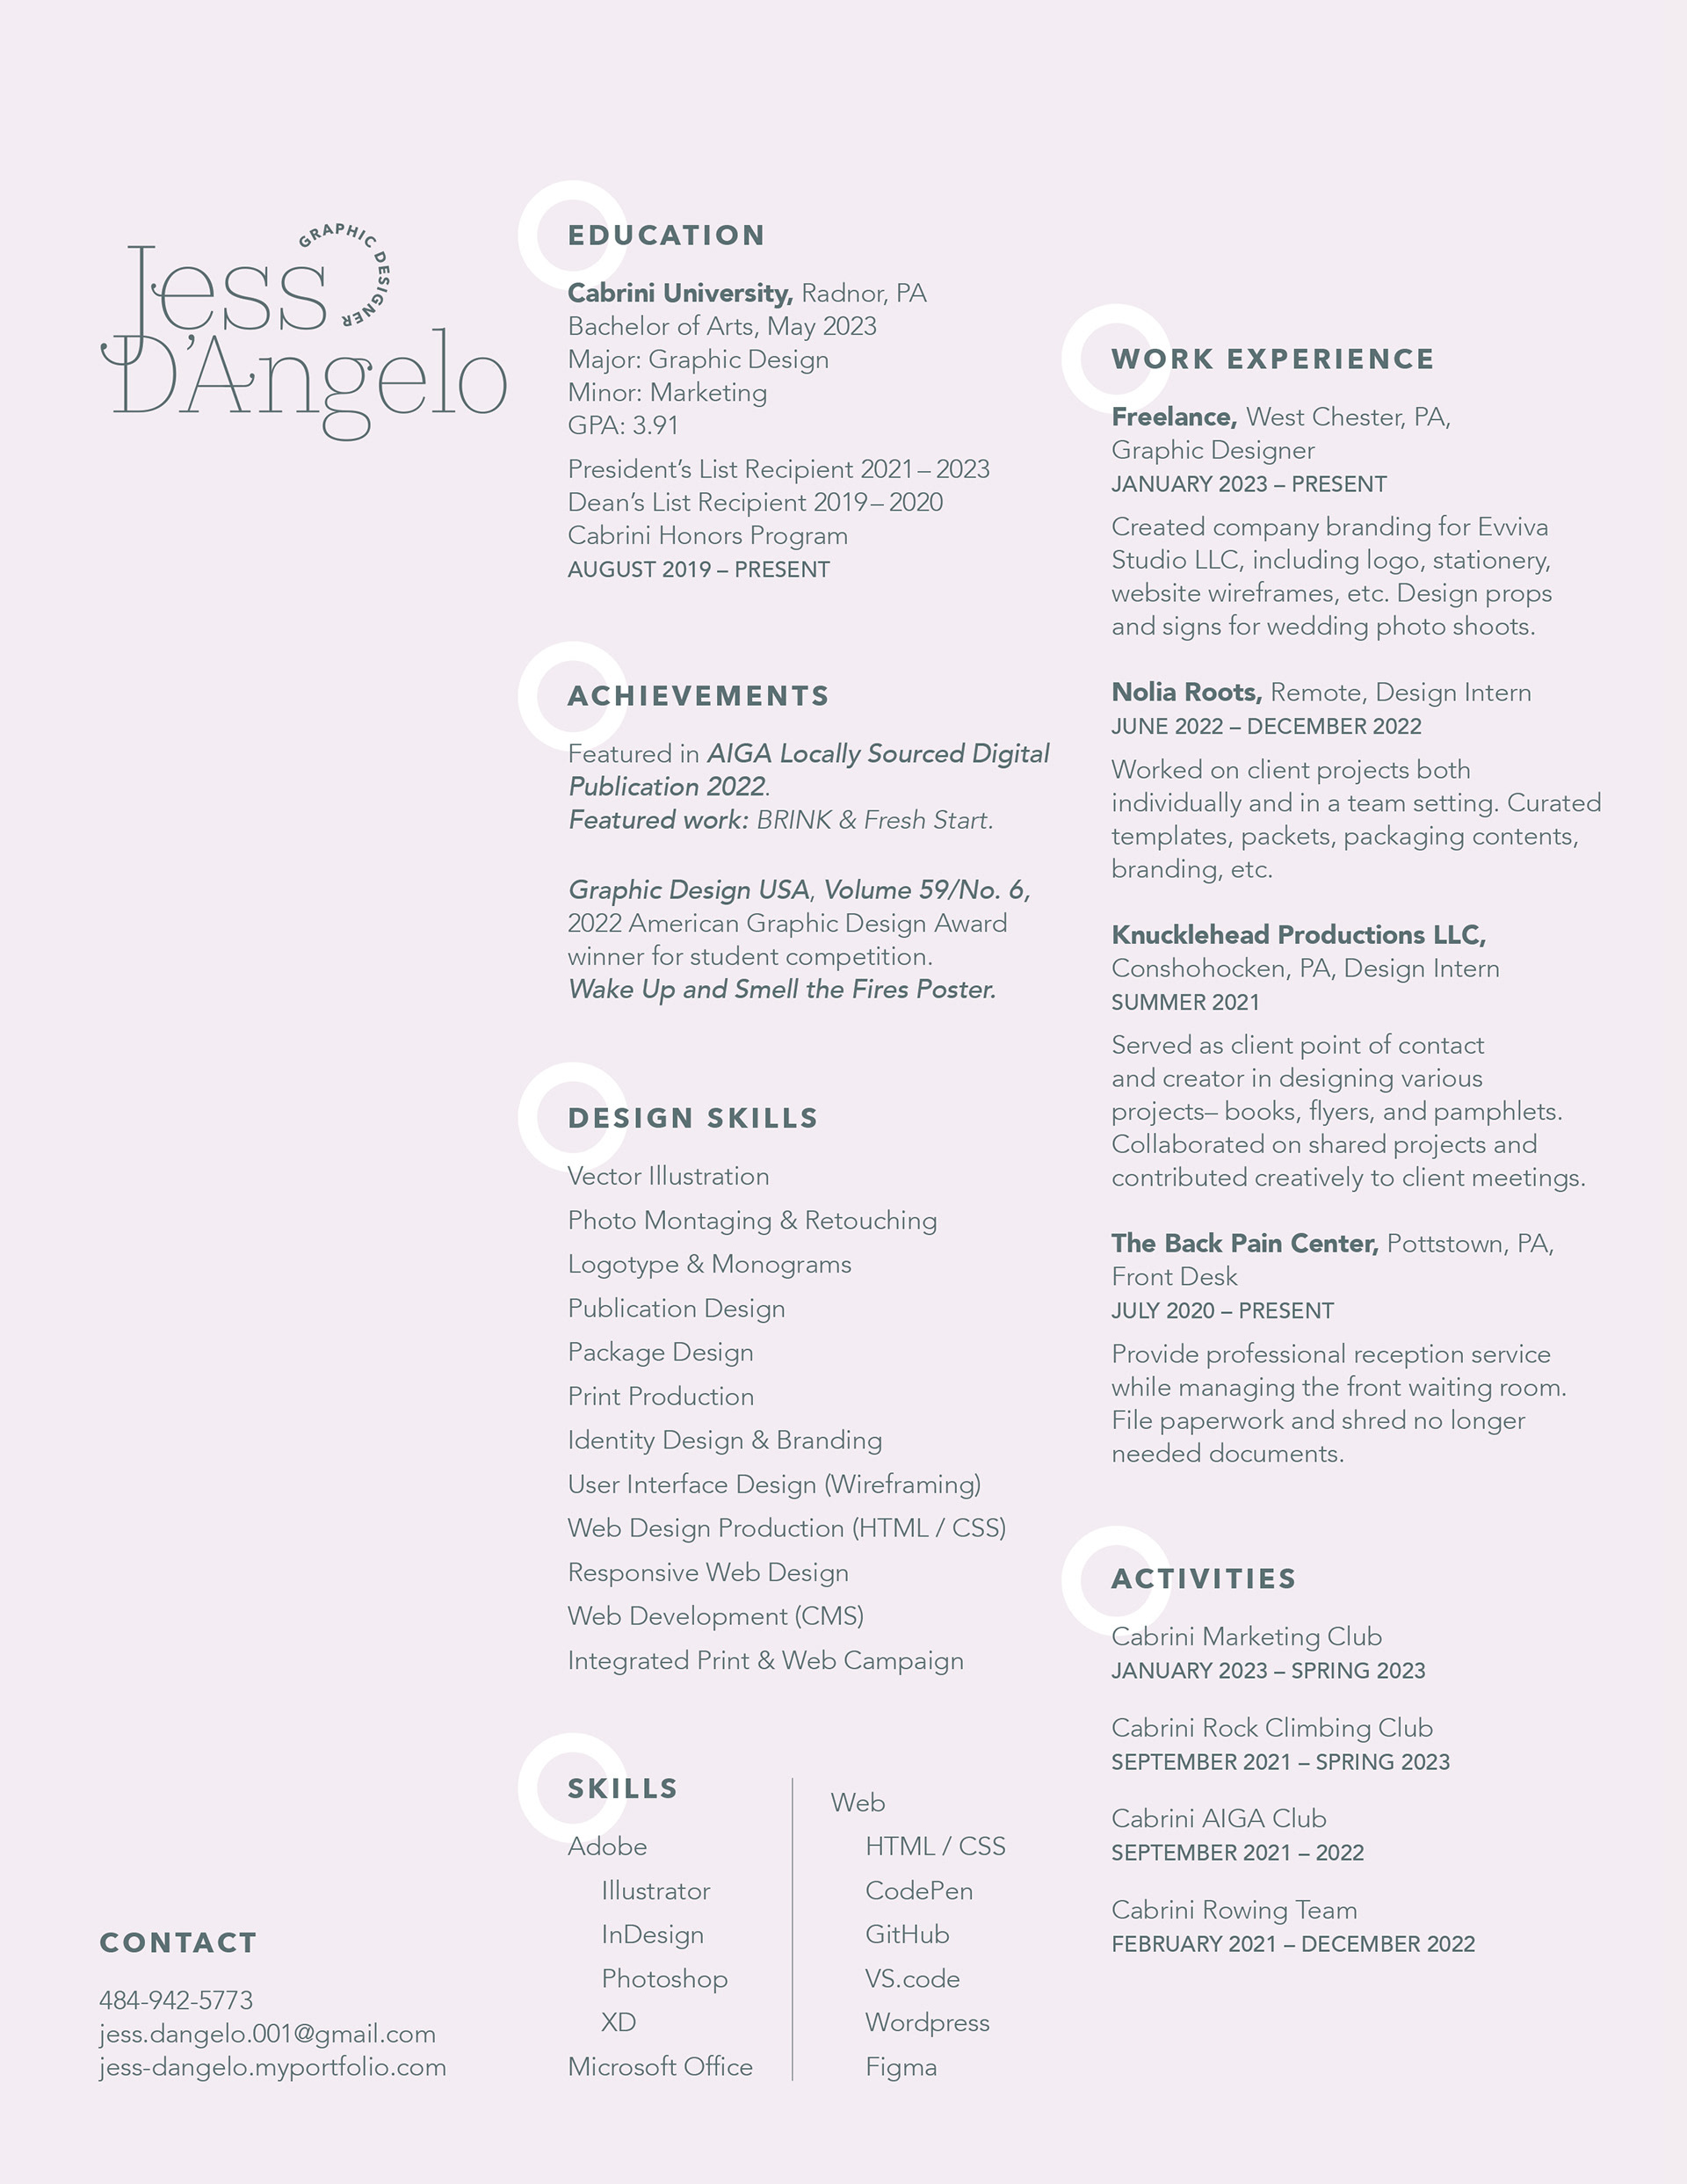 Jess
GRAPHIC DESIGNER
D'Angelo
CONTACT
484-942-5773
jess.dangelo.001@gmail.com
jess-dangelo.myportfolio.com
EDUCATION
Cabrini University, Radnor, PA
Bachelor of Arts, May 2023
Major: Graphic Design
Minor: Marketing
GPA: 3.91
President’s List Recipient 2021 – 2023
Dean’s List Recipient 2019 – 2020
Cabrini Honors Program
AUGUST 2019 – PRESENT
ACHIEVEMENTS
Featured in AIGA Locally Sourced Digital
Publication 2022.
Featured work: BRINK & Fresh Start.
Graphic Design USA, Volume 59/No. 6,
2022 American Graphic Design Award
winner for student competition.
Wake Up and Smell the Fires Poster.
DESIGN SKILLS
Vector Illustration
Photo Montaging & Retouching
Logotype & Monograms
Publication Design
Package Design
Print Production
Identity Design & Branding
User Interface Design (Wireframing)
Web Design Production (HTML / CSS)
Responsive Web Design
Web Development (CMS)
Integrated Print & Web Campaign
SKILLS
Adobe
Illustrator
InDesign
Photoshop
XD
Microsoft Office
Web
HTML / CSS
CodePen
GitHub
VS.code
Wordpress
Figma
WORK EXPERIENCE
Freelance, West Chester, PA,
Graphic Designer
JANUARY 2023 – PRESENT
Created company branding for Evviva
Studio LLC, including logo, stationery,
website wireframes, etc. Design props
and signs for wedding photo shoots.
Nolia Roots, Remote, Design Intern
JUNE 2022 – DECEMBER 2022
Worked on client projects both
individually and in a team setting. Curated
templates, packets, packaging contents,
branding, etc.
Knucklehead Productions LLC,
Conshohocken, PA, Design Intern
SUMMER 2021
Served as client point of contact
and creator in designing various
projects– books, flyers, and pamphlets.
Collaborated on shared projects and
contributed creatively to client meetings.
The Back Pain Center, Pottstown, PA,
Front Desk
JULY 2020 – PRESENT
Provide professional reception service
while managing the front waiting room.
File paperwork and shred no longer
needed documents.
ACTIVITIES
Cabrini Marketing Club
JANUARY 2023 – SPRING 2023
Cabrini Rock Climbing Club
SEPTEMBER 2021 – SPRING 2023
Cabrini AIGA Club
SEPTEMBER 2021 – 2022
Cabrini Rowing Team
FEBRUARY 2021 – DECEMBER 2022